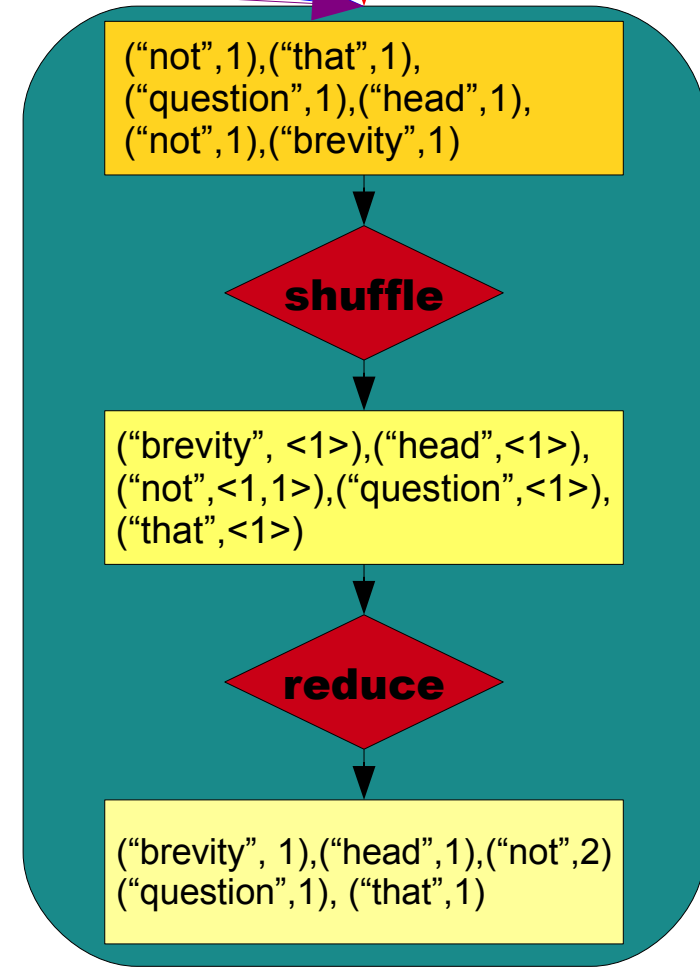 (“not”,1),(“that”,1),
(“question”,1),(“head”,1),
(“not”,1),(“brevity”,1)
shuffle
(“brevity”, <1>),(“head”,<1>),
(“not”,<1,1>),(“question”,<1>),
(“that”,<1>)
reduce
(“brevity”, 1),(“head”,1),(“not”,2)
(“question”,1), (“that”,1)